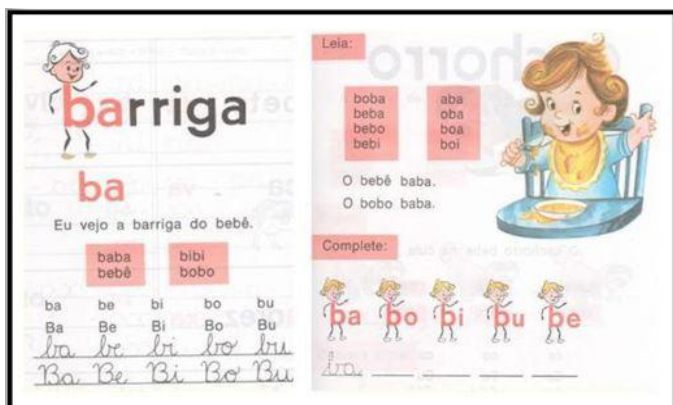 barriga
ba
Eu vejo a barriga do bebê.
baba bibi
bebê bobo
ba be bi bo bu
Ba Be Bi Bo Bu
ba be bi bo bu
Ba Be Bi Bo Bu
Leia:
boba aba
beba oba
bebo boa
bebi boi
O bebê baba.
O bobo baba.
Complete:
ba bo bi bu be
ba